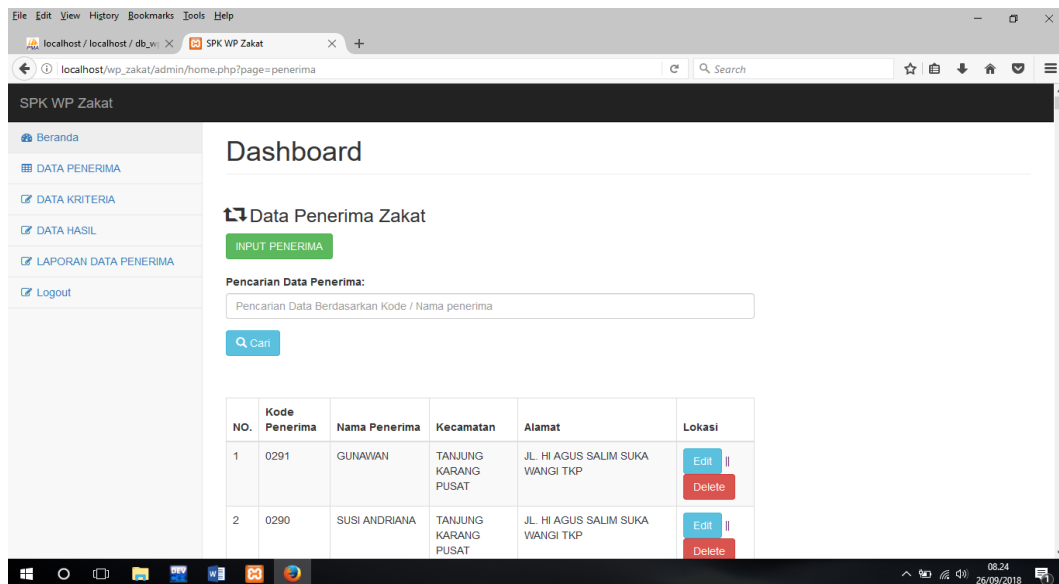 File Edit View History Bookmarks Tools Help
localhost / localhost / db_w
SPK WP Zakat
localhost/wp_zakat/admin/home.php?page=penerima
Search
SPK WP Zakat
Beranda
DATA PENERIMA
DATA KRITERIA
DATA HASIL
LAPORAN DATA PENERIMA
Logout
Dashboard
Data Penerima Zakat
INPUT PENERIMA
Pencarian Data Penerima:
Pencarian Data Berdasarkan Kode / Nama penerima
Cari
NO. Kode Penerima Nama Penerima Kecamatan Alamat Lokasi
1 0291 GUNAWAN TANJUNG KARANG PUSAT JL. HI AGUS SALIM SUKA WANGI TKP Edit || Delete
2 0290 SUSI ANDRIANA TANJUNG KARANG PUSAT JL. HI AGUS SALIM SUKA WANGI TKP Edit || Delete
08.24
26/09/2018